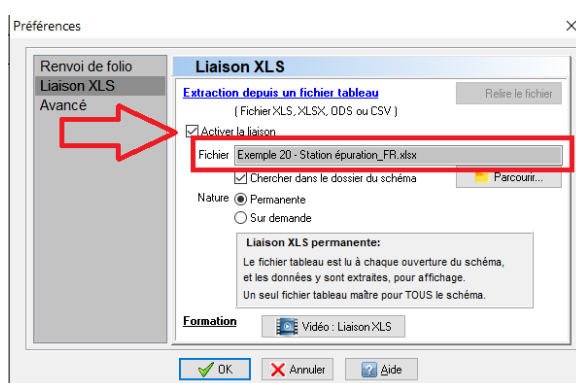 Préférences
Renvoi de folio
Liaison XLS
Avancé
Liaison XLS
Extraction depuis un fichier tableau
Relire le fichier
( Fichier XLS, XLSX, ODS ou CSV )
Activer la liaison
Fichier Exemple 20 - Station épuration_FR.xlsx
Chercher dans le dossier du schéma
Parcourir...
Nature Permanente
Sur demande
Liaison XLS permanente:
Le fichier tableau est lu à chaque ouverture du schéma,
et les données y sont extraites, pour affichage.
Un seul fichier tableau maître pour TOUS le schéma.
Formation
Vidéo : Liaison XLS
OK
Annuler
Aide